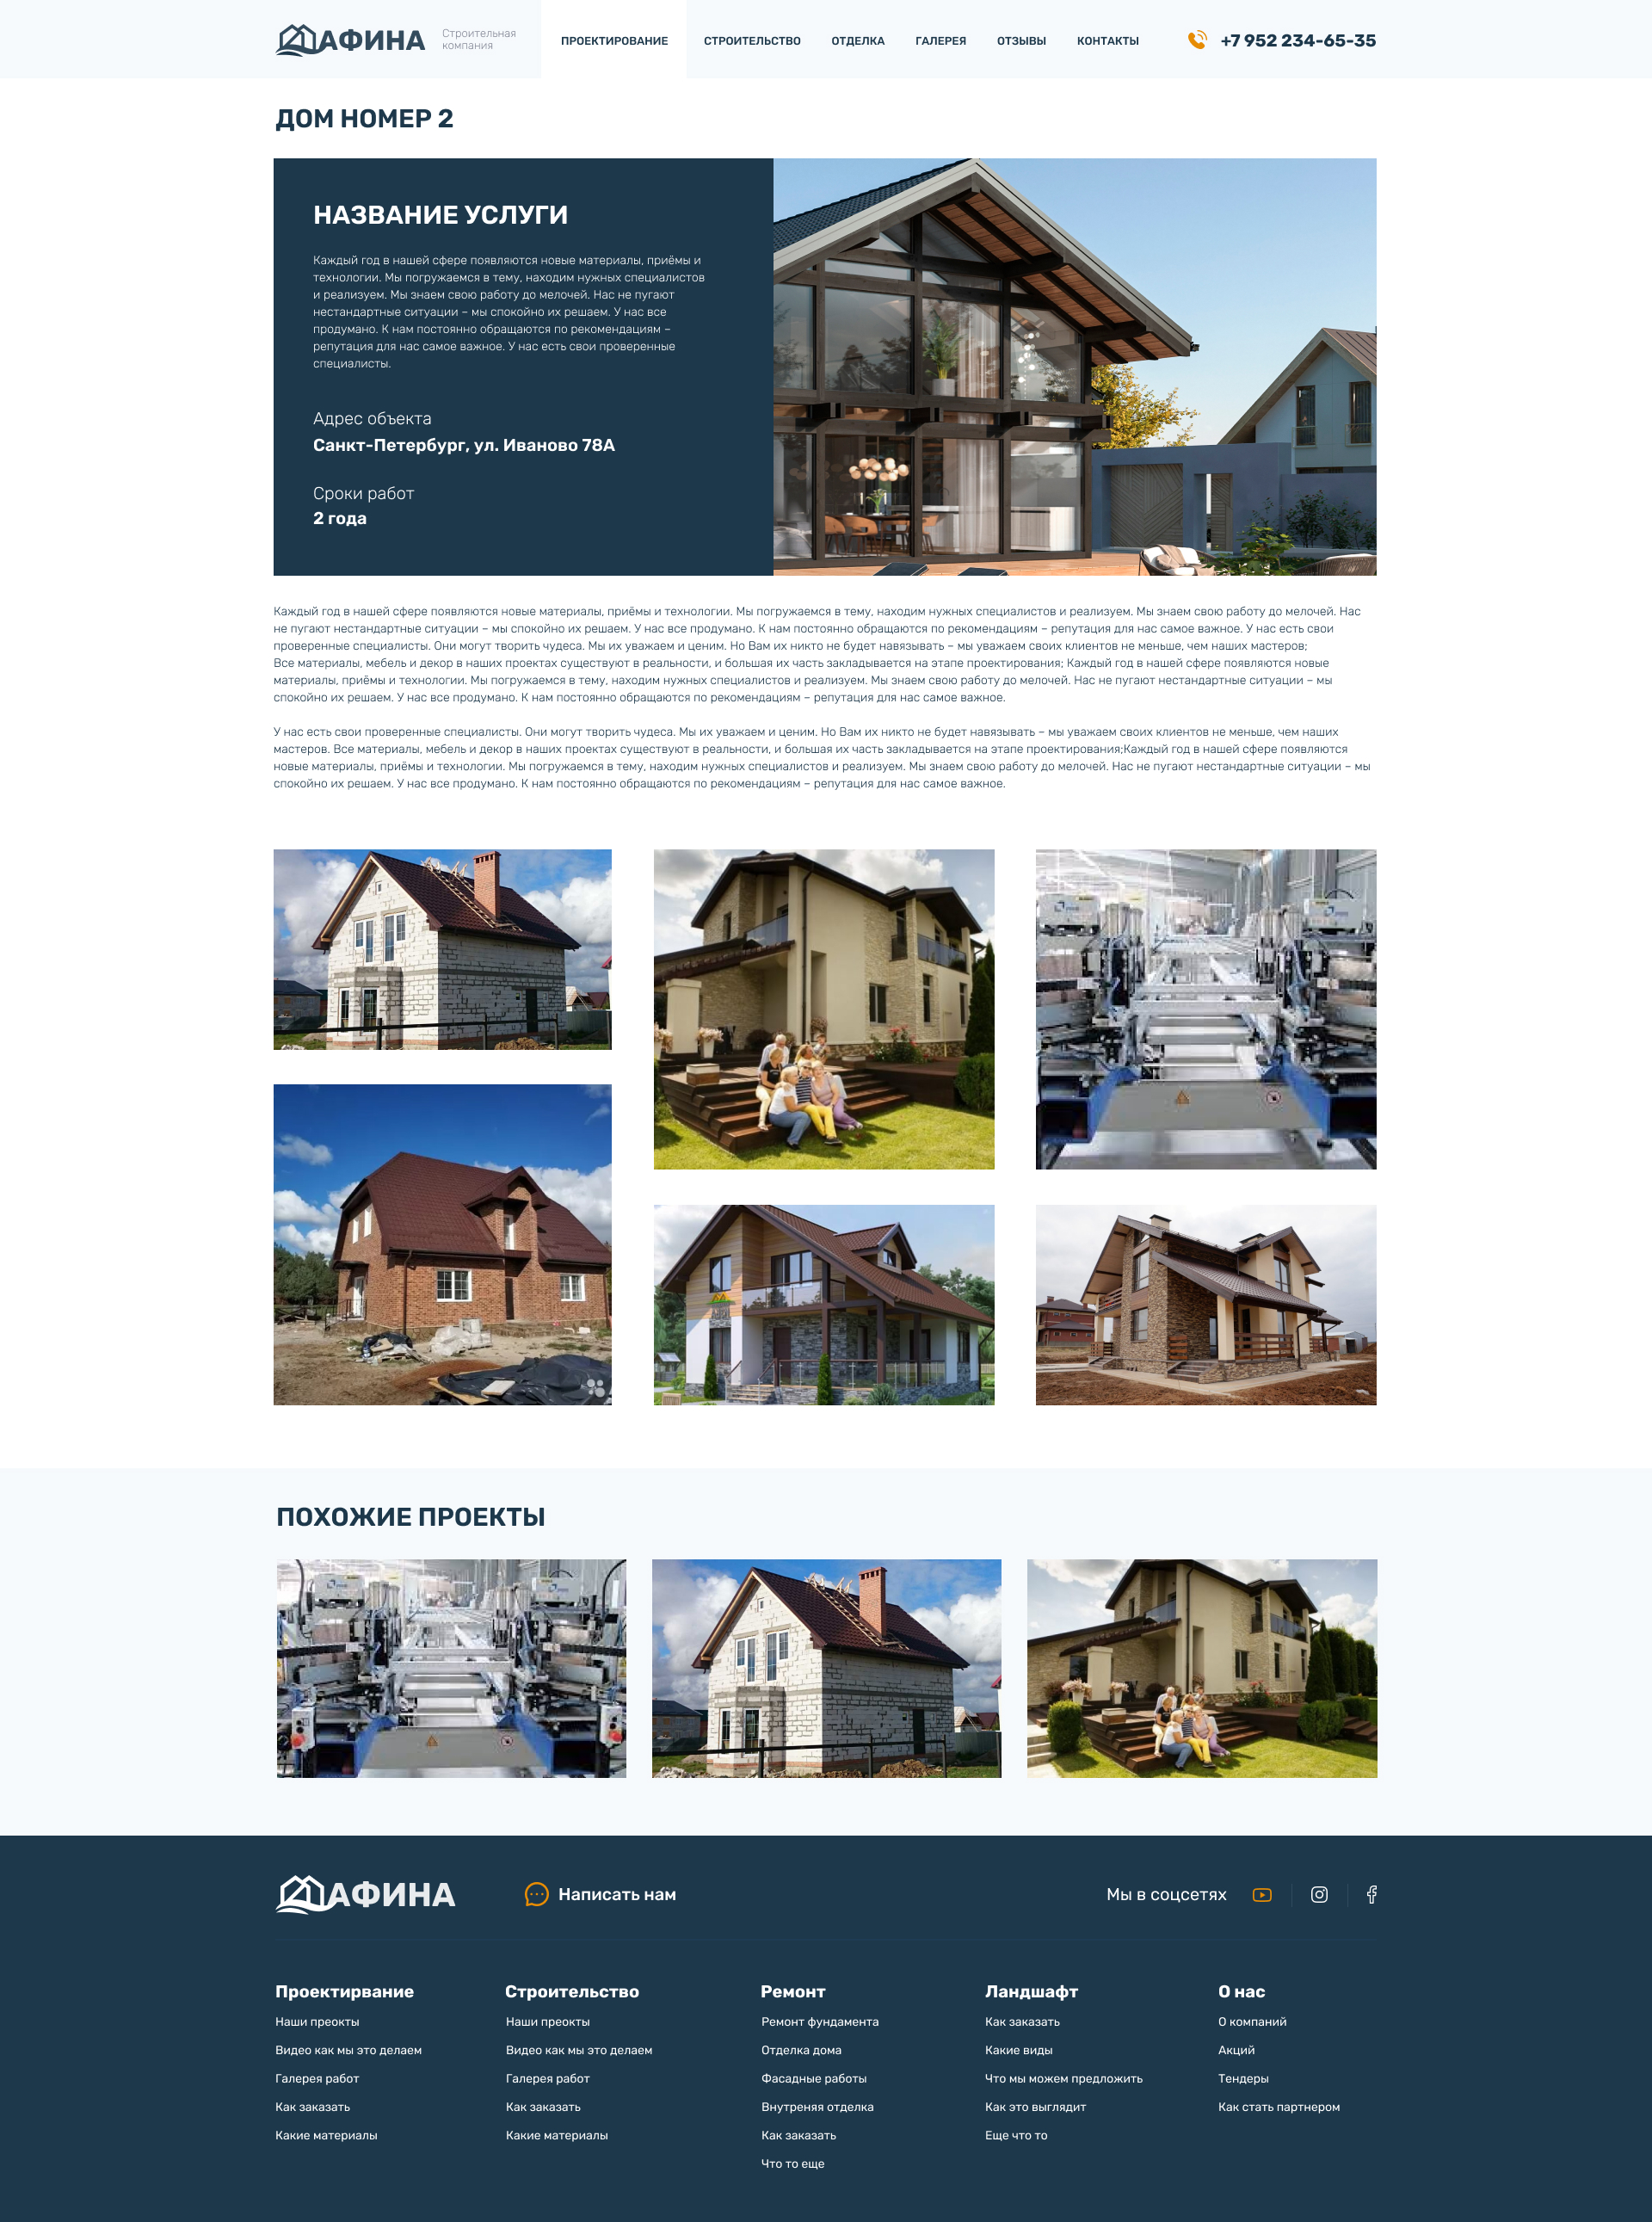 АФИНА
Строительная
компания
ПРОЕКТИРОВАНИЕ
СТРОИТЕЛЬСТВО
ОТДЕЛКА
ГАЛЕРЕЯ
ОТЗЫВЫ
КОНТАКТЫ
+7 952 234-65-35
ДОМ НОМЕР 2
НАЗВАНИЕ УСЛУГИ
Каждый год в нашей сфере появляются новые материалы, приёмы и
технологии. Мы погружаемся в тему, находим нужных специалистов
и реализуем. Мы знаем свою работу до мелочей. Нас не пугают
нестандартные ситуации – мы спокойно их решаем. У нас все
продумано. К нам постоянно обращаются по рекомендациям –
репутация для нас самое важное. У нас есть свои проверенные
специалисты.
Адрес объекта
Санкт-Петербург, ул. Иваново 78А
Сроки работ
2 года
Каждый год в нашей сфере появляются новые материалы, приёмы и технологии. Мы погружаемся в тему, находим нужных специалистов и реализуем. Мы знаем свою работу до мелочей. Нас
не пугают нестандартные ситуации – мы спокойно их решаем. У нас все продумано. К нам постоянно обращаются по рекомендациям – репутация для нас самое важное. У нас есть свои
проверенные специалисты. Они могут творить чудеса. Мы их уважаем и ценим. Но Вам их никто не будет навязывать – мы уважаем своих клиентов не меньше, чем наших мастеров;
Все материалы, мебель и декор в наших проектах существуют в реальности, и большая их часть закладывается на этапе проектирования; Каждый год в нашей сфере появляются новые
материалы, приёмы и технологии. Мы погружаемся в тему, находим нужных специалистов и реализуем. Мы знаем свою работу до мелочей. Нас не пугают нестандартные ситуации – мы
спокойно их решаем. У нас все продумано. К нам постоянно обращаются по рекомендациям – репутация для нас самое важное.
У нас есть свои проверенные специалисты. Они могут творить чудеса. Мы их уважаем и ценим. Но Вам их никто не будет навязывать – мы уважаем своих клиентов не меньше, чем наших
мастеров. Все материалы, мебель и декор в наших проектах существуют в реальности, и большая их часть закладывается на этапе проектирования;Каждый год в нашей сфере появляются
новые материалы, приёмы и технологии. Мы погружаемся в тему, находим нужных специалистов и реализуем. Мы знаем свою работу до мелочей. Нас не пугают нестандартные ситуации – мы
спокойно их решаем. У нас все продумано. К нам постоянно обращаются по рекомендациям – репутация для нас самое важное.
ПОХОЖИЕ ПРОЕКТЫ
АФИНА
Написать нам
Мы в соцсетях
Проектирвание
Наши преокты
Видео как мы это делаем
Галерея работ
Как заказать
Какие материалы
Строительство
Наши преокты
Видео как мы это делаем
Галерея работ
Как заказать
Какие материалы
Ремонт
Ремонт фундамента
Отделка дома
Фасадные работы
Внутреняя отделка
Как заказать
Что то еще
Ландшафт
Как заказать
Какие виды
Что мы можем предложить
Как это выглядит
Еще что то
О нас
О компаний
Акций
Тендеры
Как стать партнером